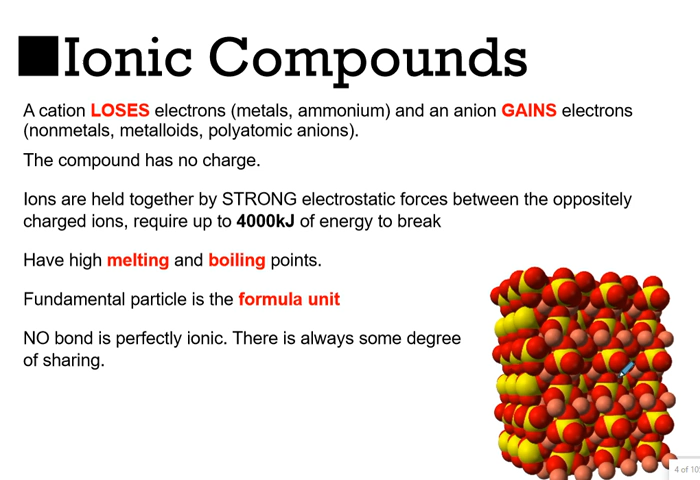 Ionic Compounds
A cation LOSES electrons (metals, ammonium) and an anion GAINS electrons
(nonmetals, metalloids, polyatomic anions).
The compound has no charge.
Ions are held together by STRONG electrostatic forces between the oppositely
charged ions, require up to 4000kJ of energy to break
Have high melting and boiling points.
Fundamental particle is the formula unit
NO bond is perfectly ionic. There is always some degree
of sharing.
4 of